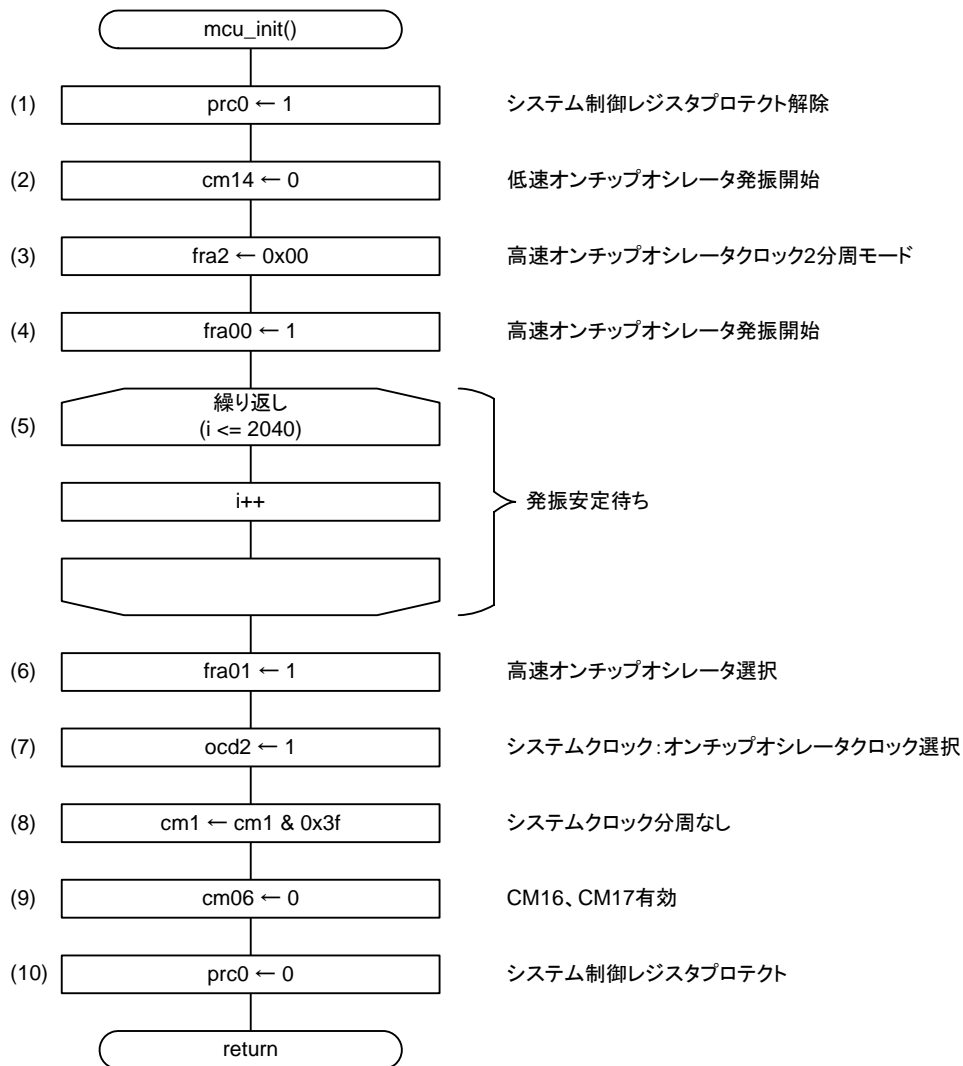 mcu_init()
(1) prc0 ← 1 システム制御レジスタプロテクト解除
(2) cm14 ← 0 低速オンチップオシレータ発振開始
(3) fra2 ← 0x00 高速オンチップオシレータクロック2分周モード
(4) fra00 ← 1 高速オンチップオシレータ発振開始
繰り返し
(5) (i <= 2040)
i++ 発振安定待ち
(6) fra01 ← 1 高速オンチップオシレータ選択
(7) ocd2 ← 1 システムクロック:オンチップオシレータクロック選択
(8) cm1 ← cm1 & 0x3f システムクロック分周なし
(9) cm06 ← 0 CM16、CM17有効
(10) prc0 ← 0 システム制御レジスタプロテクト
return